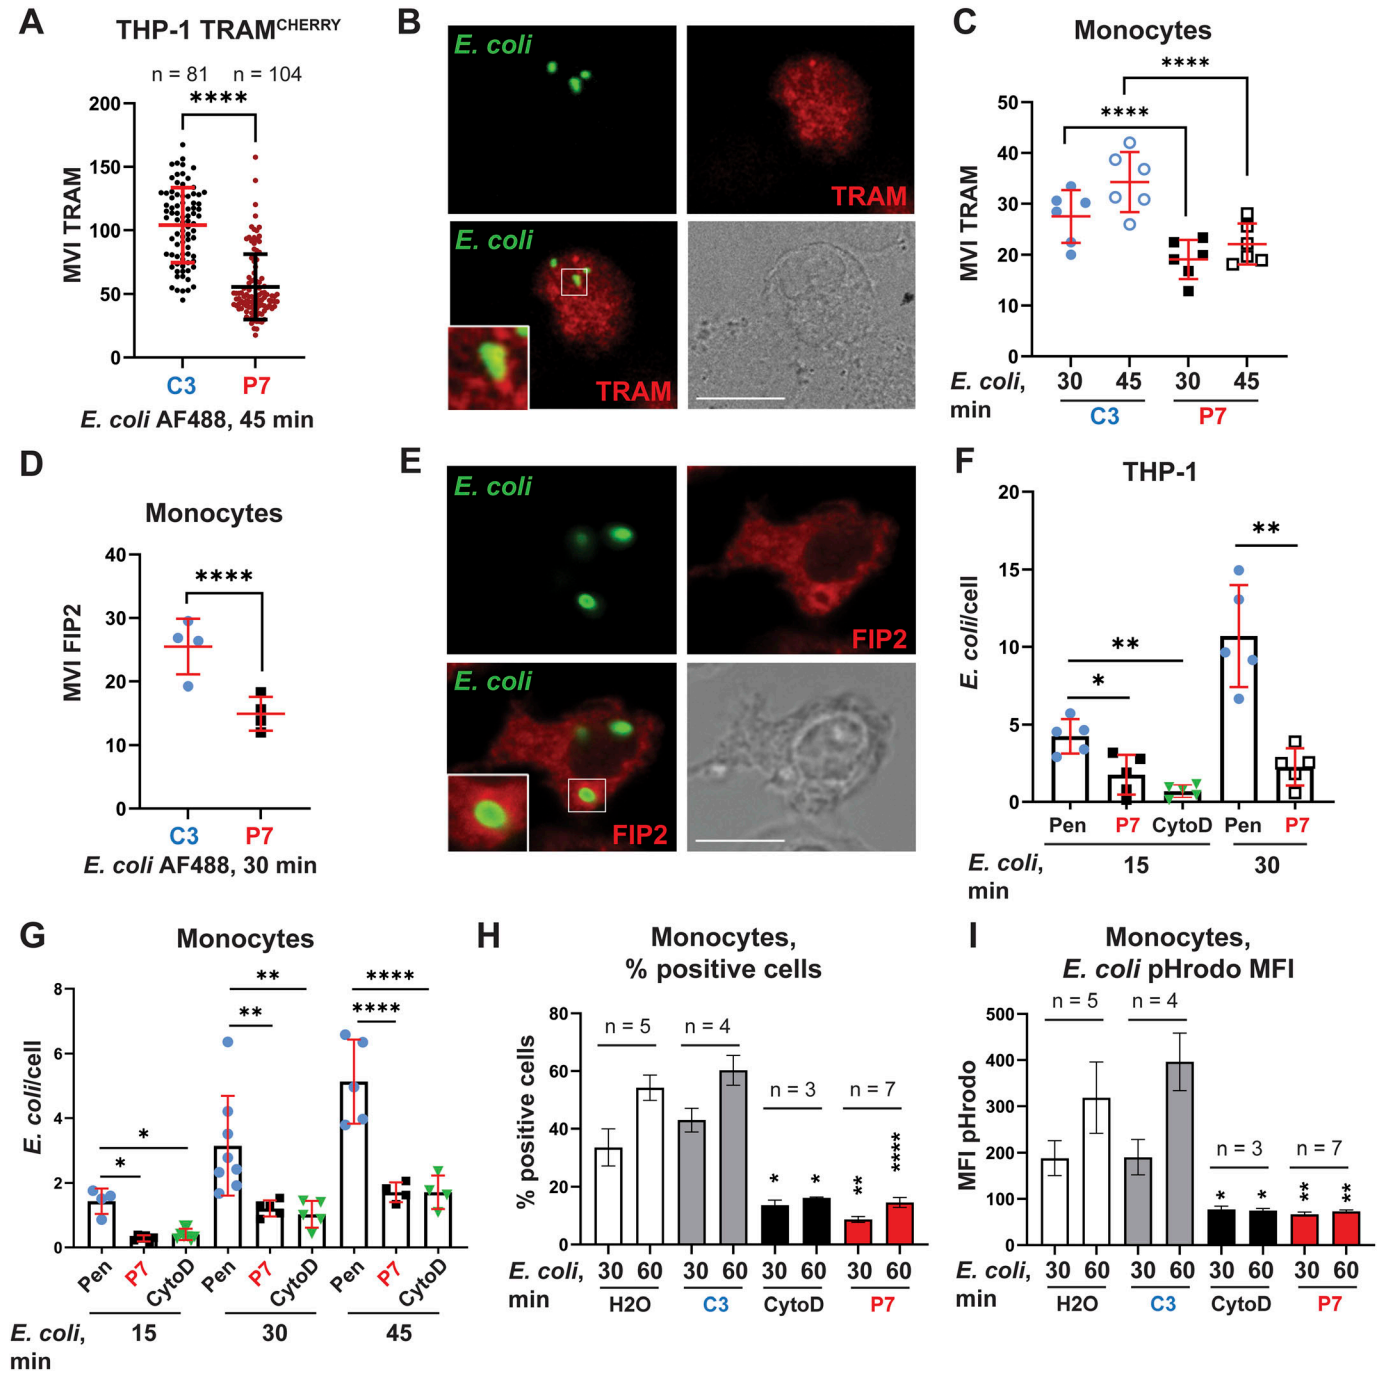 A
THP-1 TRAMCHERRY
n = 81 n = 104
****
MVI TRAM
200
150
100
50
0
C3 P7
E. coli AF488, 45 min
B
E. coli
TRAM
E. coli
TRAM
C
Monocytes
****
****
MVI TRAM
50
40
30
20
10
0
E. coli, 30 45 30 45
min
C3 P7
D
Monocytes
****
MVI FIP2
40
30
20
10
0
C3 P7
E. coli AF488, 30 min
E
E. coli
FIP2
E. coli
FIP2
F
THP-1
**
**
*
E. coli/cell
20
15
10
5
0
Pen P7 CytoD Pen P7
E. coli, 15 30
min
G
Monocytes
** ****
** ****
*
*
E. coli/cell
8
6
4
2
0
Pen P7 CytoD Pen P7 CytoD Pen P7 CytoD
15 30 45
E. coli,
min
H
Monocytes,
% positive cells
n = 5 n = 4
n = 3 n = 7
* * ** ****
% positive cells
80
60
40
20
0
E. coli, 30 60 30 60 30 60 30 60
min H2O C3 CytoD P7
I
Monocytes,
E. coli pHrodo MFI
n = 5 n = 4
n = 3 n = 7
* * ** **
MFI pHrodo
500
400
300
200
100
0
E. coli, 30 60 30 60 30 60 30 60
min H2O C3 CytoD P7